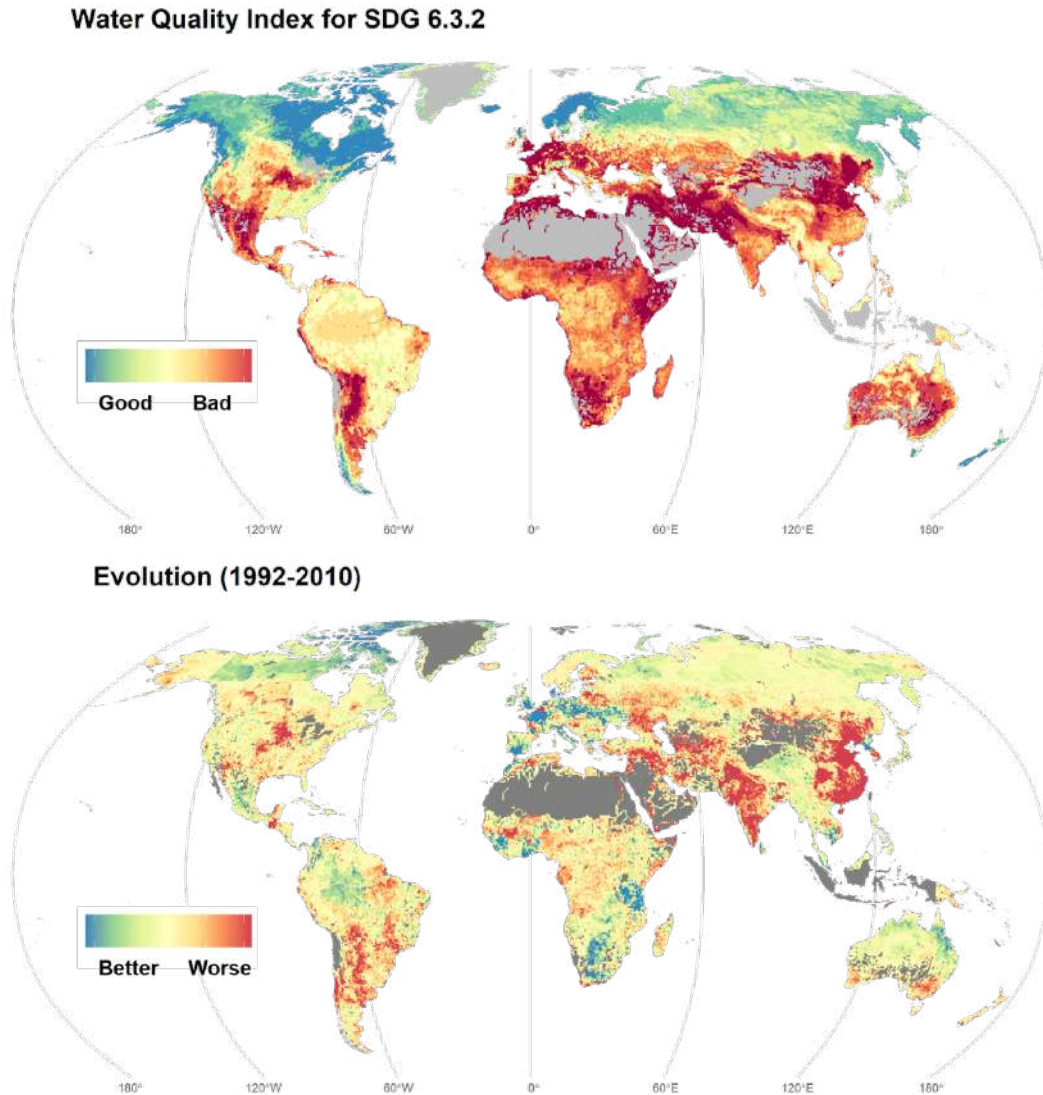 Water Quality Index for SDG 6.3.2
Good Bad
180° 120°W 60°W 0° 60°E 120°E 180°
Evolution (1992-2010)
Better Worse
180° 120°W 60°W 0° 60°E 120°E 180°